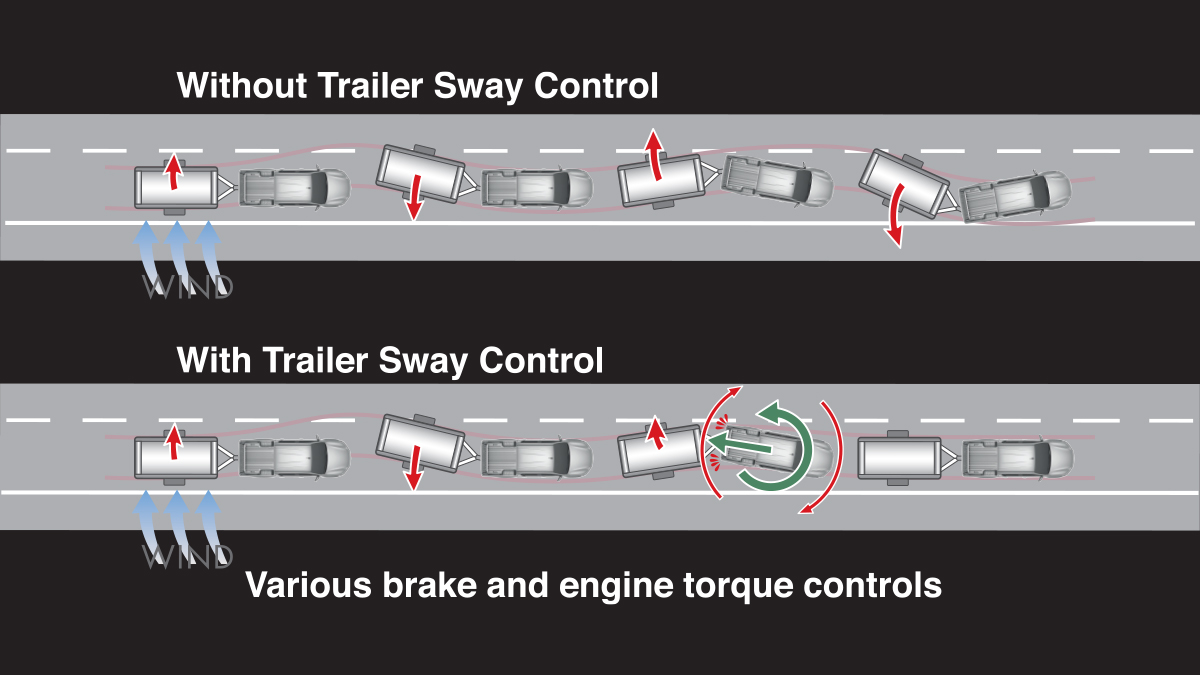 Without Trailer Sway Control
WIND
With Trailer Sway Control
WIND
Various brake and engine torque controls